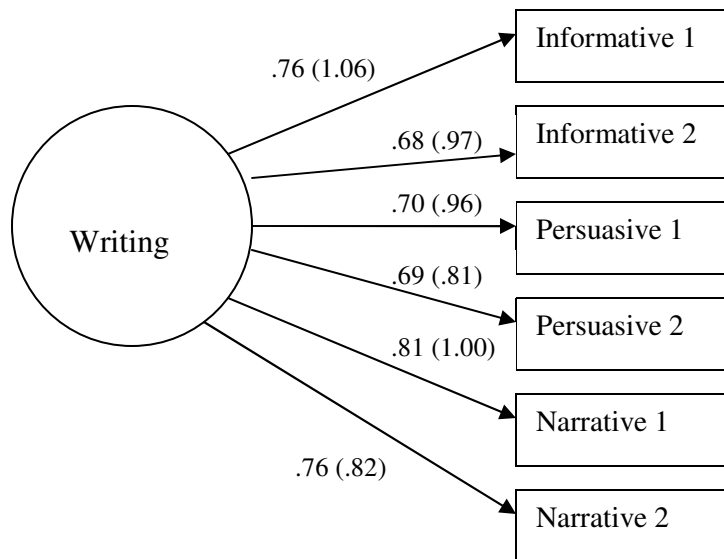 Informative 1
.76 (1.06)
Informative 2
.68 (.97)
.70 (.96)
Persuasive 1
Writing
.69 (.81)
Persuasive 2
.81 (1.00)
Narrative 1
.76 (.82)
Narrative 2